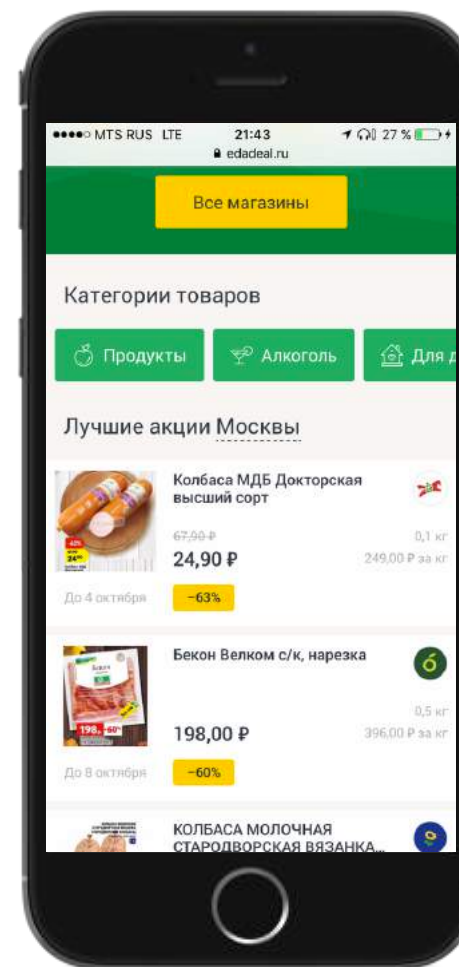 MTS RUS LTE 21:43 27 %
edadeal.ru
Все магазины
Категории товаров
Продукты Алкоголь Для д
Лучшие акции Москвы
Колбаса МДБ Докторская
высший сорт
67,90 ₽ 0,1 кг
24,90 ₽ 249,00 ₽ за кг
До 4 октября −63%
Бекон Велком с/к, нарезка
0,5 кг
198,00 ₽ 396,00 ₽ за кг
198, -60%
До 8 октября −60%
КОЛБАСА МОЛОЧНАЯ
СТАРОДВОРСКАЯ ВЯЗАНКА...